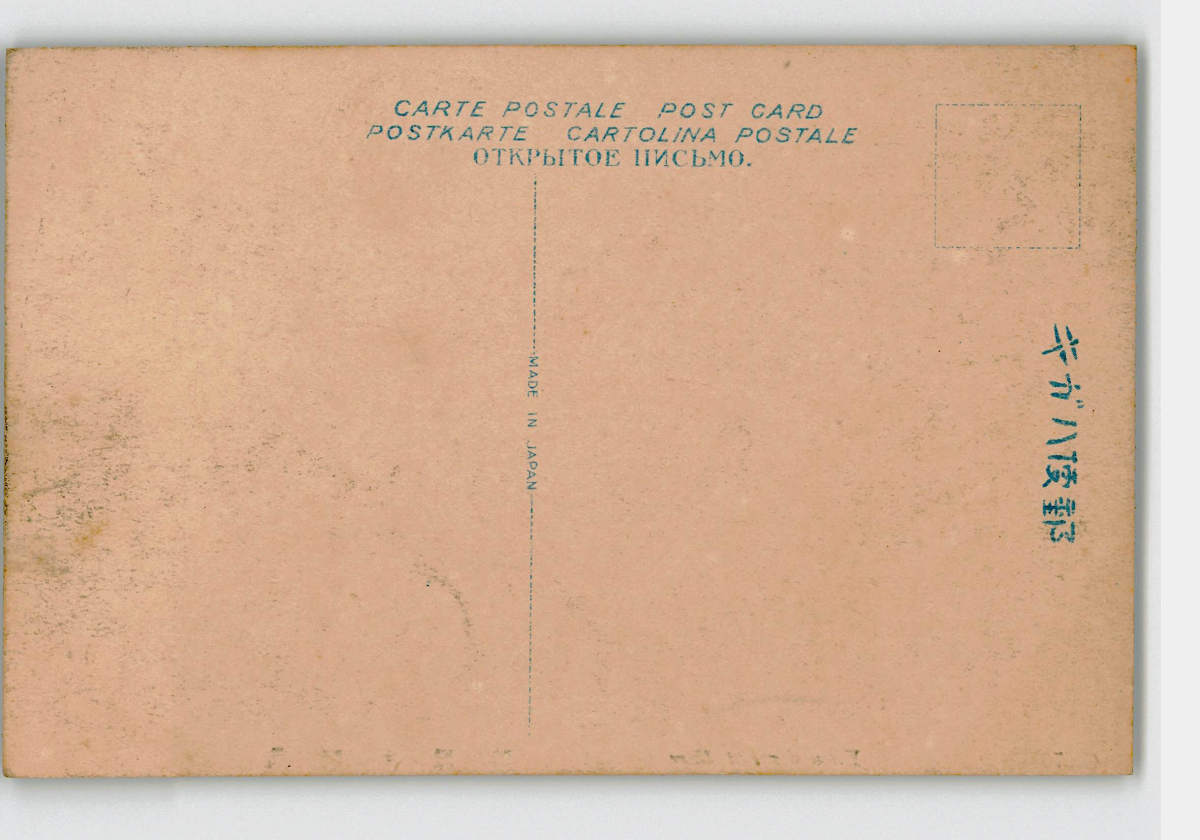 CARTE POSTALE POST CARD
POSTKARTE CARTOLINA POSTALE
ОТКРЫТОЕ ПИСЬМО.
MADE IN JAPAN
郵便ハガキ